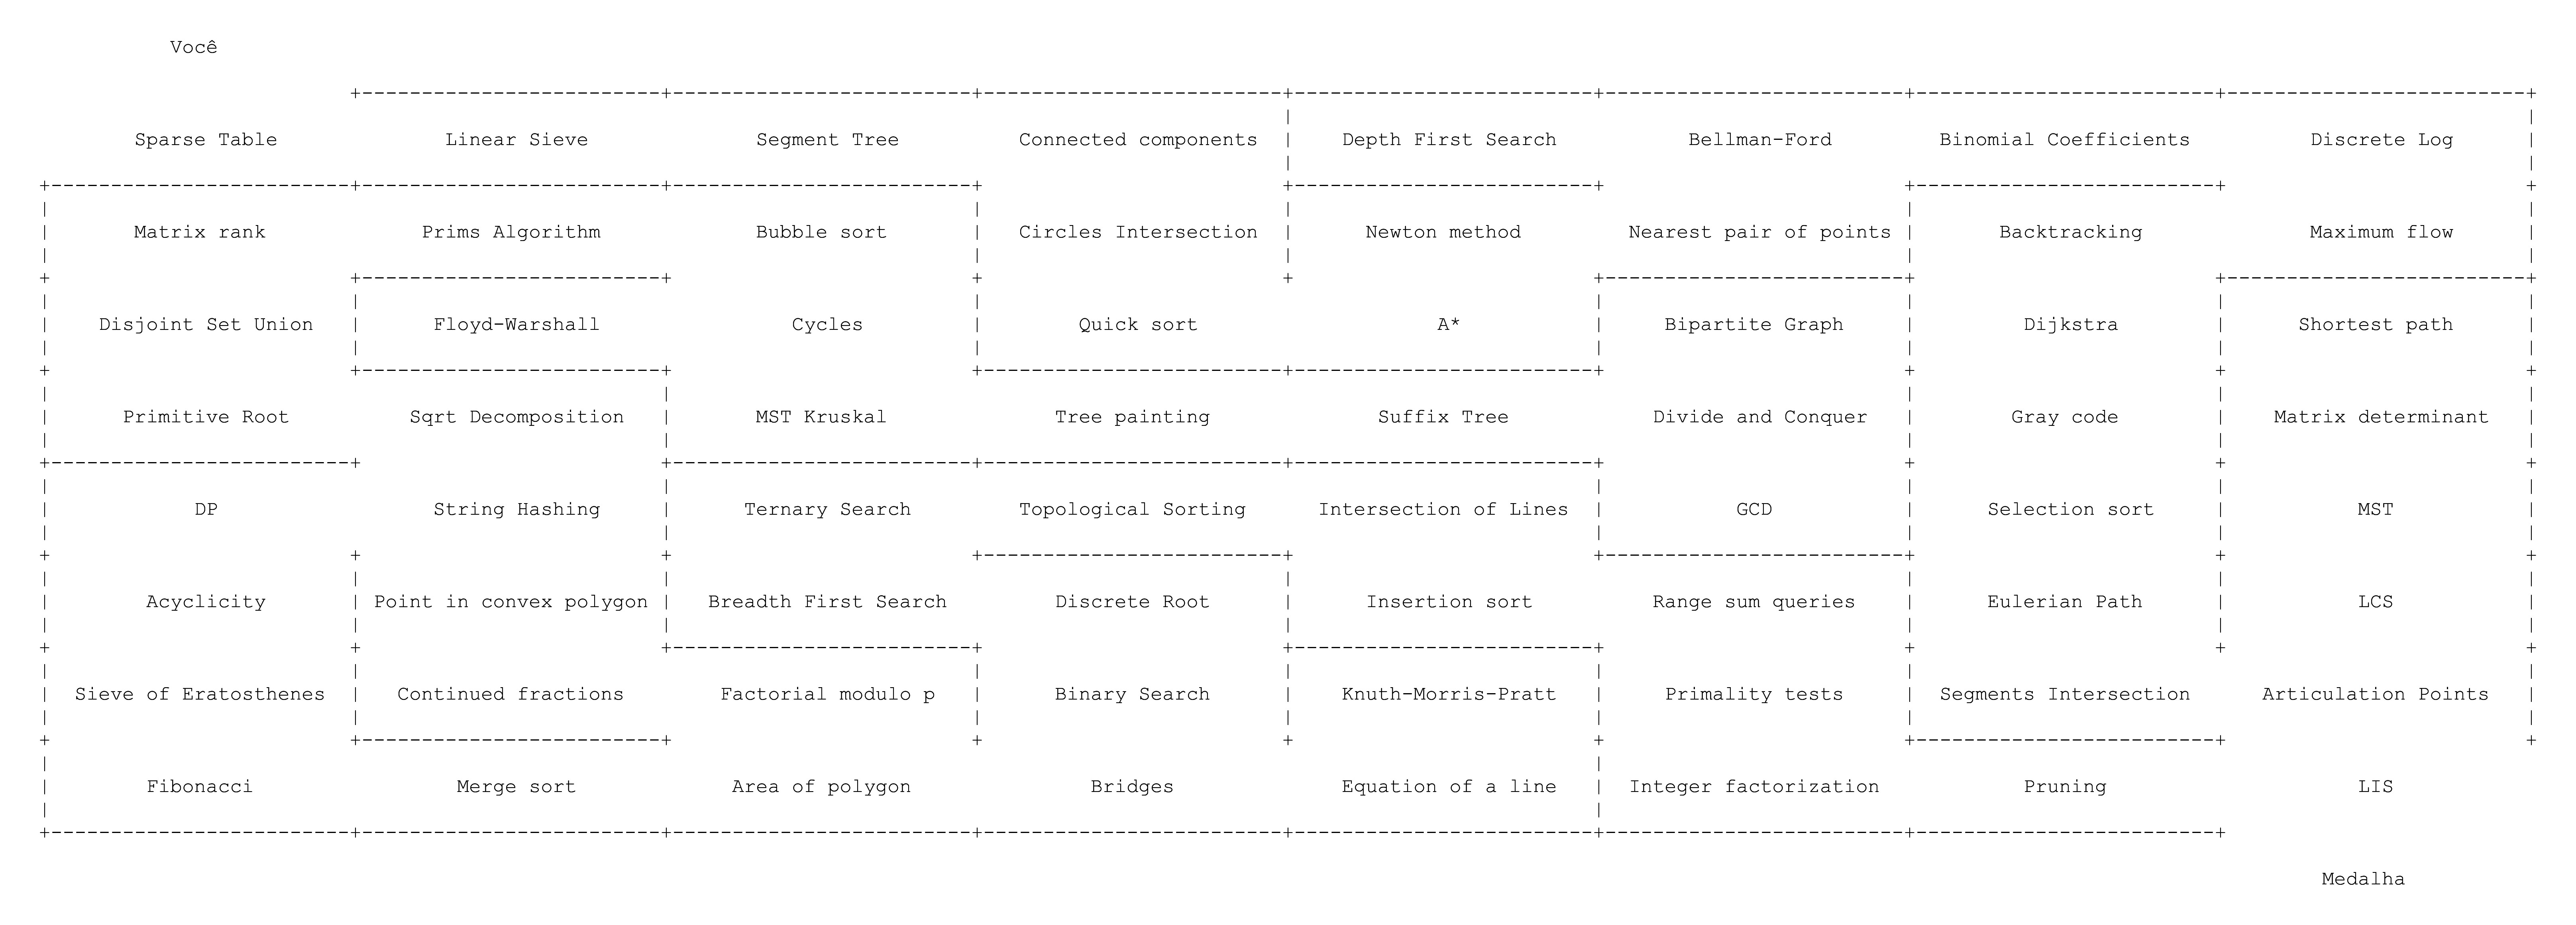 Você
Sparse Table Linear Sieve Segment Tree Connected components Depth First Search Bellman-Ford Binomial Coefficients Discrete Log
Matrix rank Prims Algorithm Bubble sort Circles Intersection Newton method Nearest pair of points Backtracking Maximum flow
Disjoint Set Union Floyd-Warshall Cycles Quick sort A* Bipartite Graph Dijkstra Shortest path
Primitive Root Sqrt Decomposition MST Kruskal Tree painting Suffix Tree Divide and Conquer Gray code Matrix determinant
DP String Hashing Ternary Search Topological Sorting Intersection of Lines GCD Selection sort MST
Acyclicity Point in convex polygon Breadth First Search Discrete Root Insertion sort Range sum queries Eulerian Path LCS
Sieve of Eratosthenes Continued fractions Factorial modulo p Binary Search Knuth-Morris-Pratt Primality tests Segments Intersection Articulation Points
Fibonacci Merge sort Area of polygon Bridges Equation of a line Integer factorization Pruning LIS
Medalha